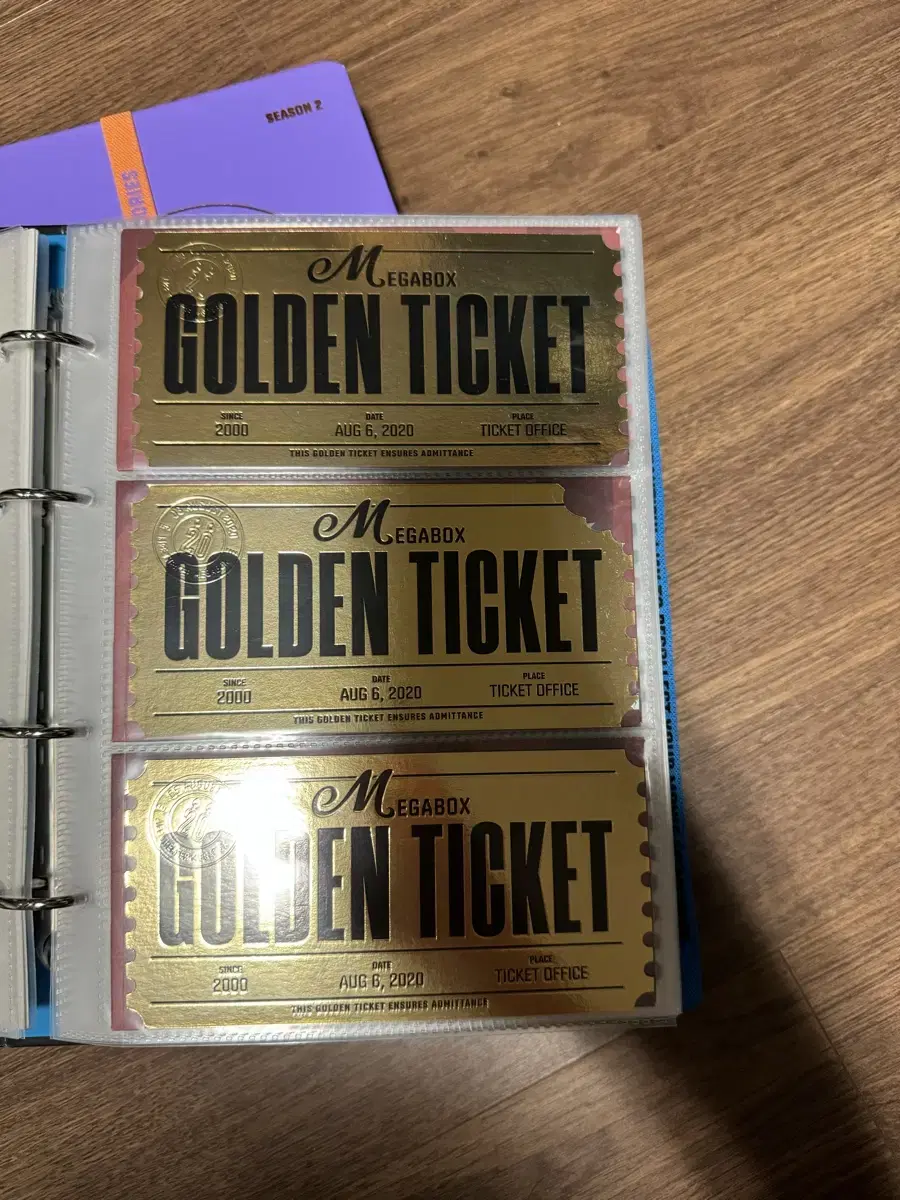 SEASON 2
ORIES
MEGABOX
GOLDEN TICKET
SINCE
2000
DATE
AUG 6, 2020
PLACE
TICKET OFFICE
THIS GOLDEN TICKET ENSURES ADMITTANCE
MEGABOX
GOLDEN TICKET
20
SINCE
2000
DATE
AUG 6, 2020
PLACE
TICKET OFFICE
THIS GOLDEN TICKET ENSURES ADMITTANCE
MEGABOX
GOLDEN TICKET
SINCE
2000
DATE
AUG 6, 2020
PLACE
TICKET OFFICE
THIS GOLDEN TICKET ENSURES ADMITTANCE